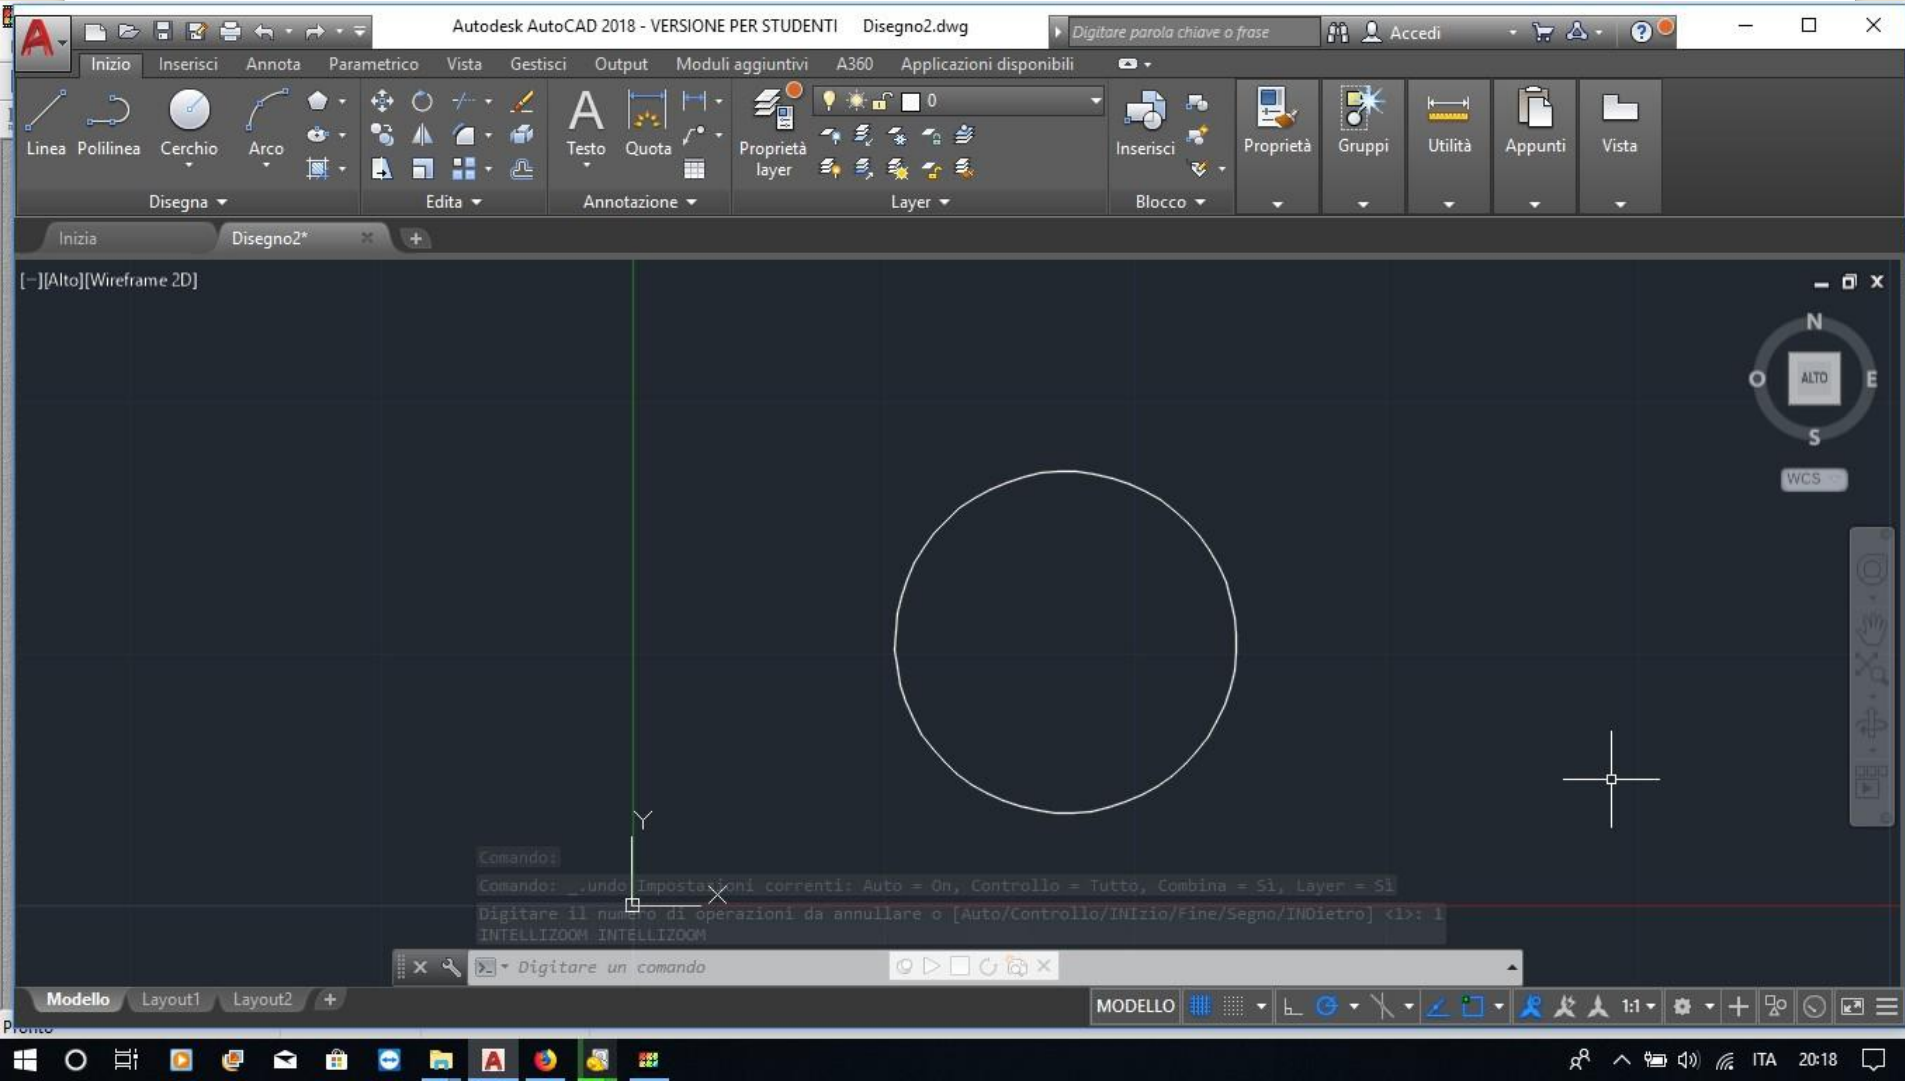 Autodesk AutoCAD 2018 - VERSIONE PER STUDENTI Disegno2.dwg
Digitare parola chiave o frase
Accedi
Inizio Inserisci Annota Parametrico Vista Gestisci Output Moduli aggiuntivi A360 Applicazioni disponibili
0
Linea Polilinea Cerchio Arco Testo Quota Proprietà layer Inserisci Proprietà Gruppi Utilità Appunti Vista
Disegna Edita Annotazione Layer Blocco
Inizia Disegno2*
[−][Alto][Wireframe 2D]
N
O ALTO E
S
WCS
Y
X
Comando:
Comando: _.undo Impostazioni correnti: Auto = On, Controllo = Tutto, Combina = Sì, Layer = Sì
Digitare il numero di operazioni da annullare o [Auto/Controllo/INIzio/Fine/Segno/INDietro] <1>: 1
INTELLIZOOM INTELLIZOOM
Digitare un comando
Modello Layout1 Layout2
MODELLO 1:1
Pronto
ITA 20:18